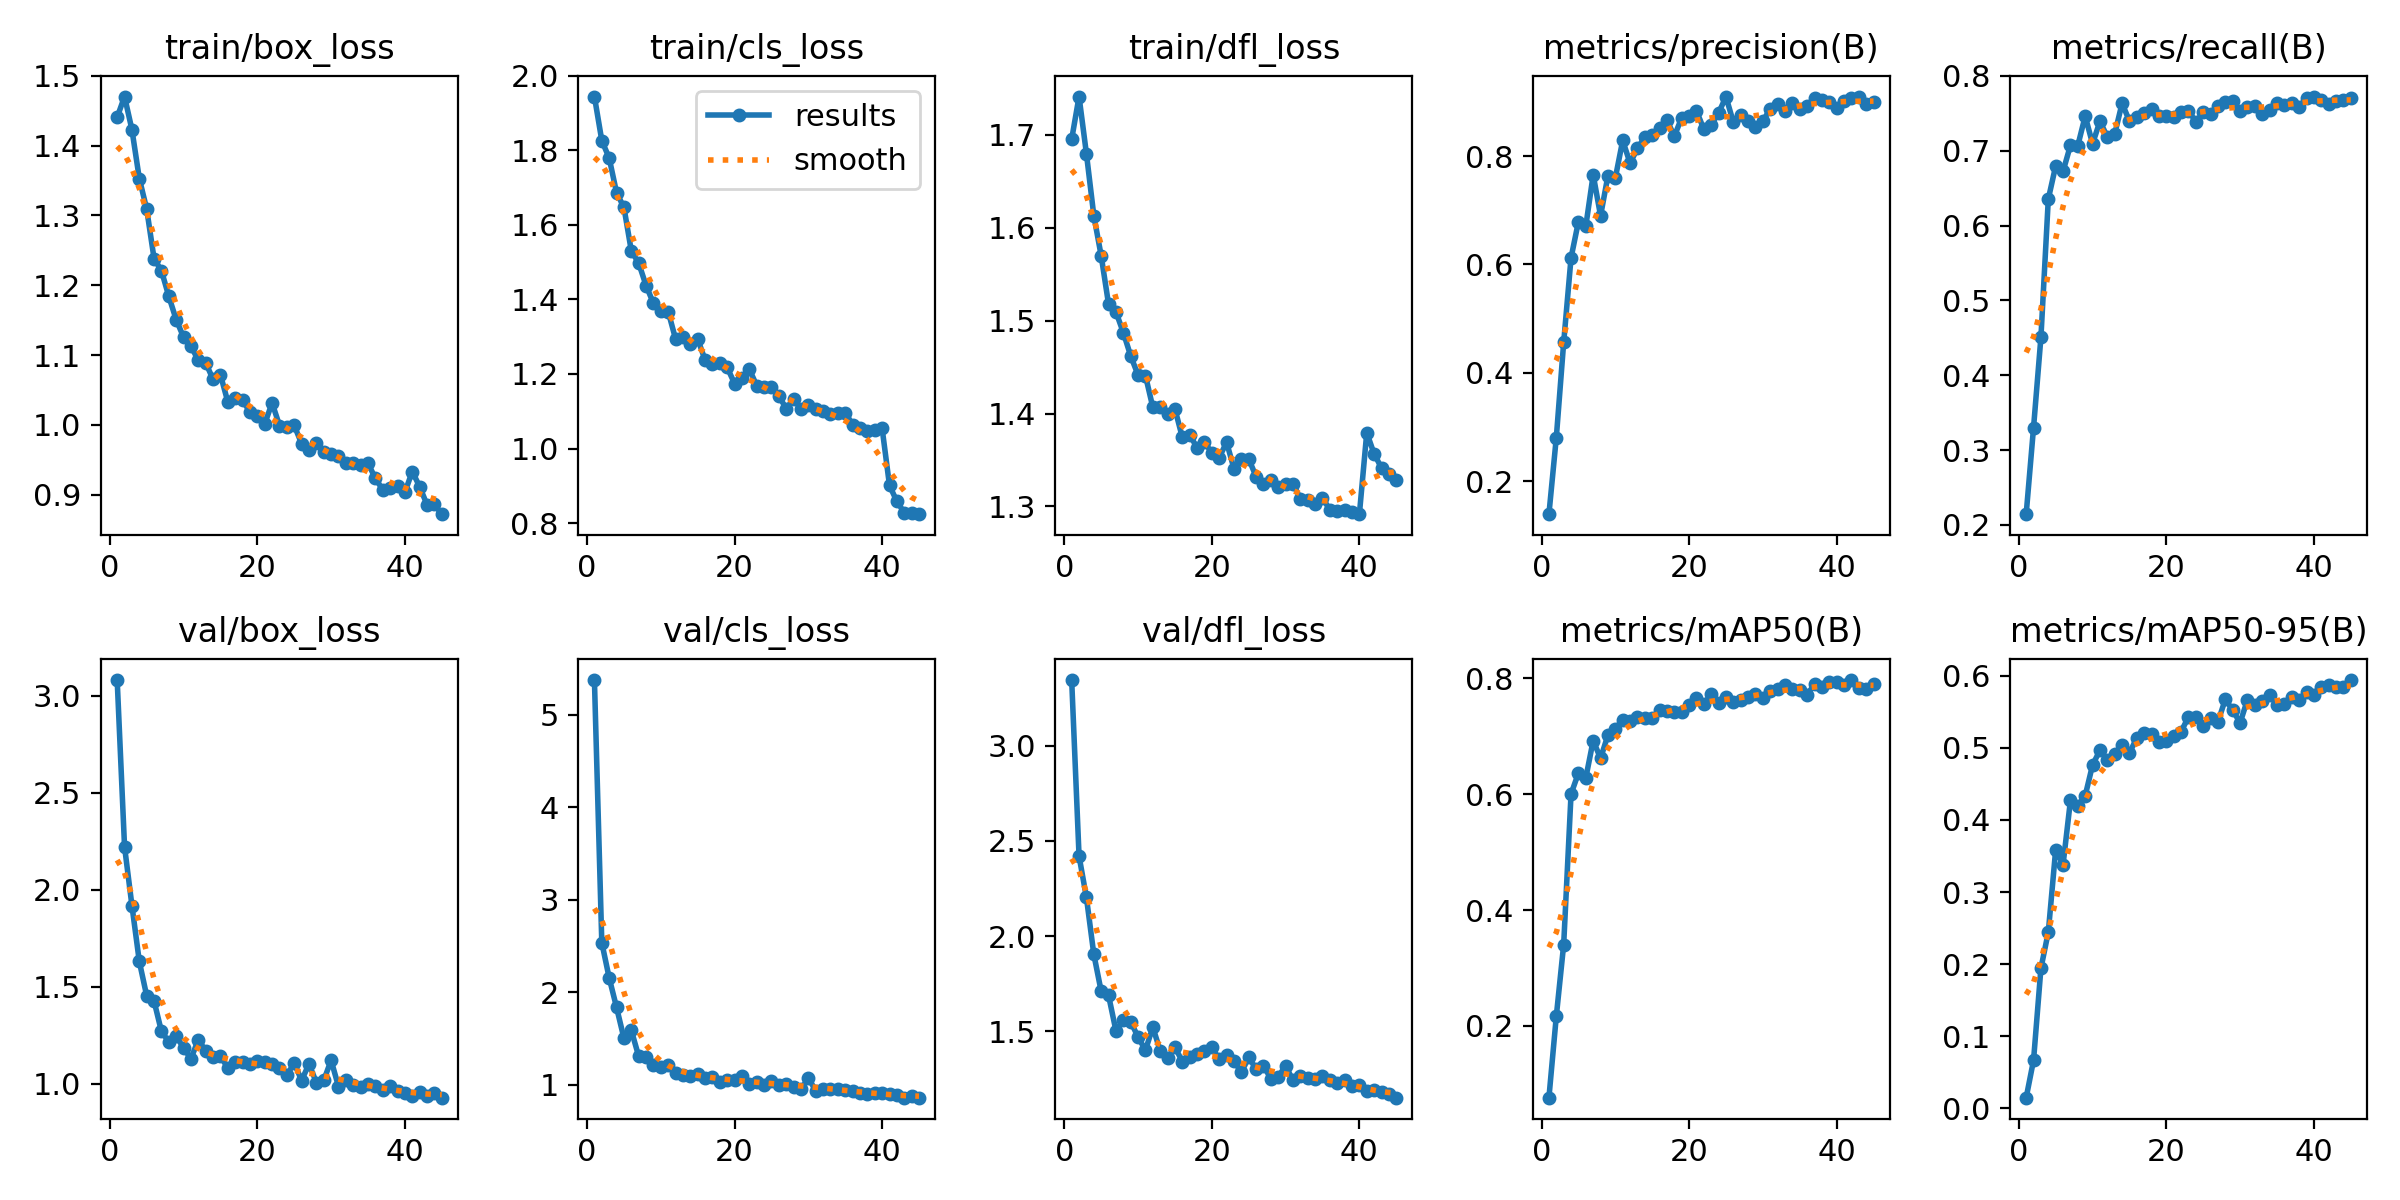 train/box_loss
1.5
1.4
1.3
1.2
1.1
1.0
0.9
0 20 40
train/cls_loss
results
smooth
2.0
1.8
1.6
1.4
1.2
1.0
0.8
0 20 40
train/dfl_loss
1.7
1.6
1.5
1.4
1.3
0 20 40
metrics/precision(B)
0.8
0.6
0.4
0.2
0 20 40
metrics/recall(B)
0.8
0.7
0.6
0.5
0.4
0.3
0.2
0 20 40
val/box_loss
3.0
2.5
2.0
1.5
1.0
0 20 40
val/cls_loss
5
4
3
2
1
0 20 40
val/dfl_loss
3.0
2.5
2.0
1.5
0 20 40
metrics/mAP50(B)
0.8
0.6
0.4
0.2
0 20 40
metrics/mAP50-95(B)
0.6
0.5
0.4
0.3
0.2
0.1
0.0
0 20 40